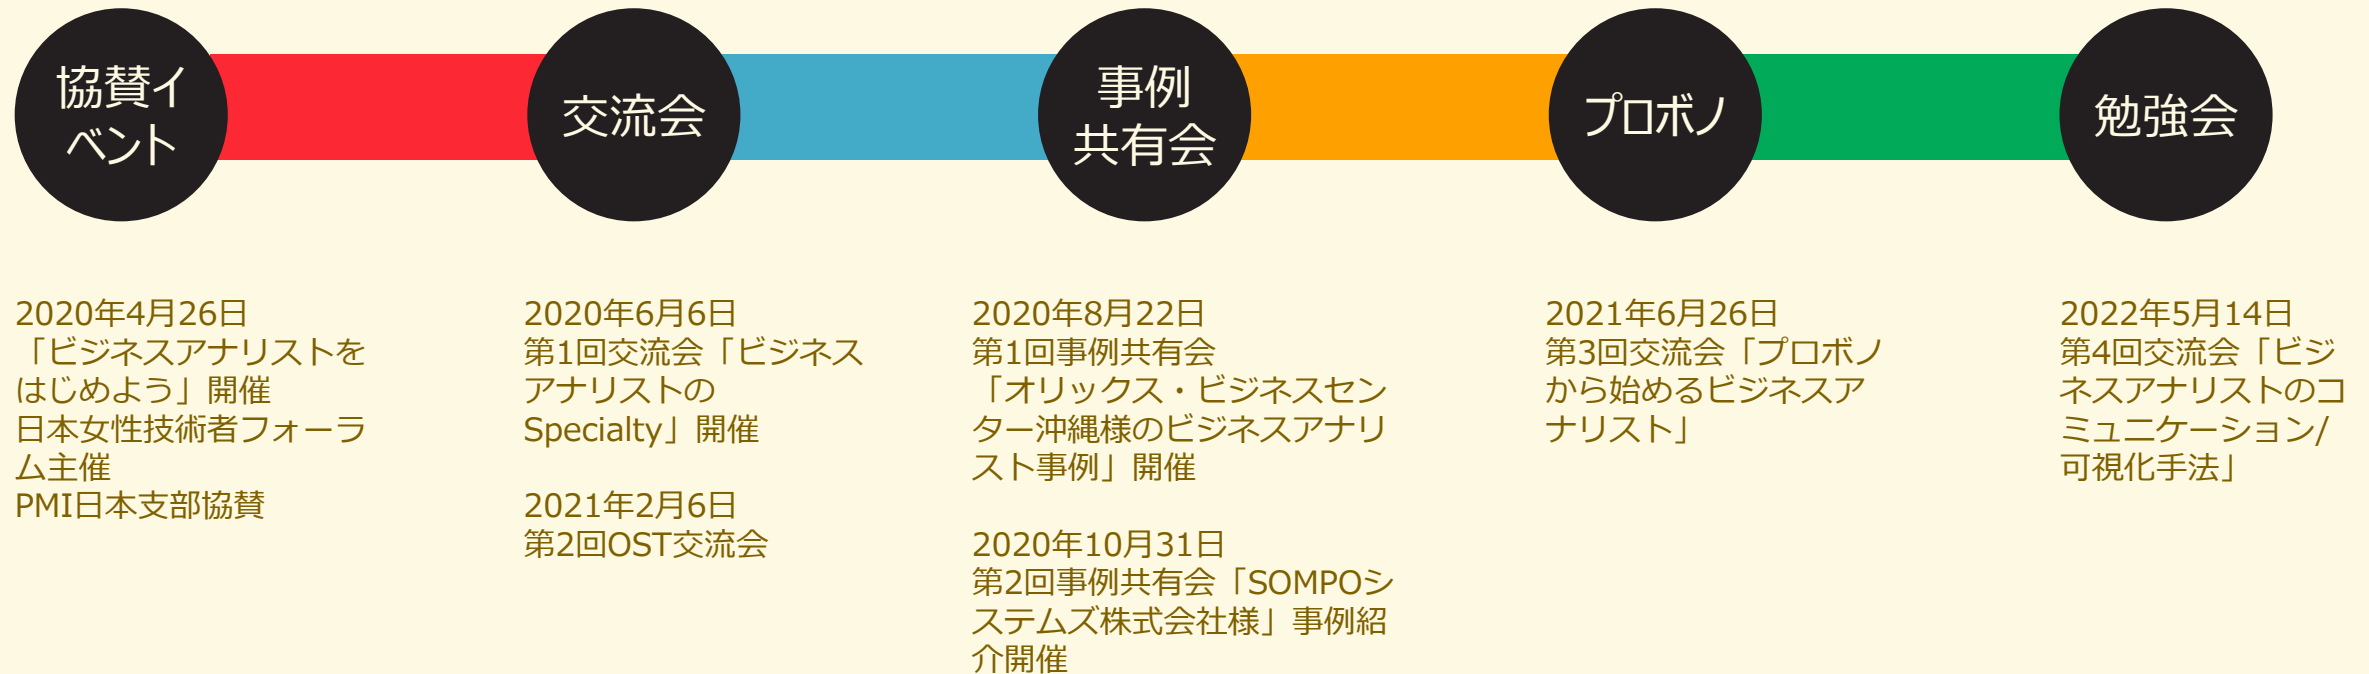 協賛イ
ベント
交流会
事例
共有会
プロボノ
勉強会
2020年4月26日
「ビジネスアナリストを
はじめよう」開催
日本女性技術者フォーラ
ム主催
PMI日本支部協賛
2020年6月6日
第1回交流会「ビジネス
アナリストの
Specialty」開催
2021年2月6日
第2回OST交流会
2020年8月22日
第1回事例共有会
「オリックス・ビジネスセン
ター沖縄様のビジネスアナリ
スト事例」開催
2020年10月31日
第2回事例共有会「SOMPOシ
ステムズ株式会社様」事例紹
介開催
2021年6月26日
第3回交流会「プロボノ
から始めるビジネスア
ナリスト」
2022年5月14日
第4回交流会「ビジ
ネスアナリストのコ
ミュニケーション/
可視化手法」